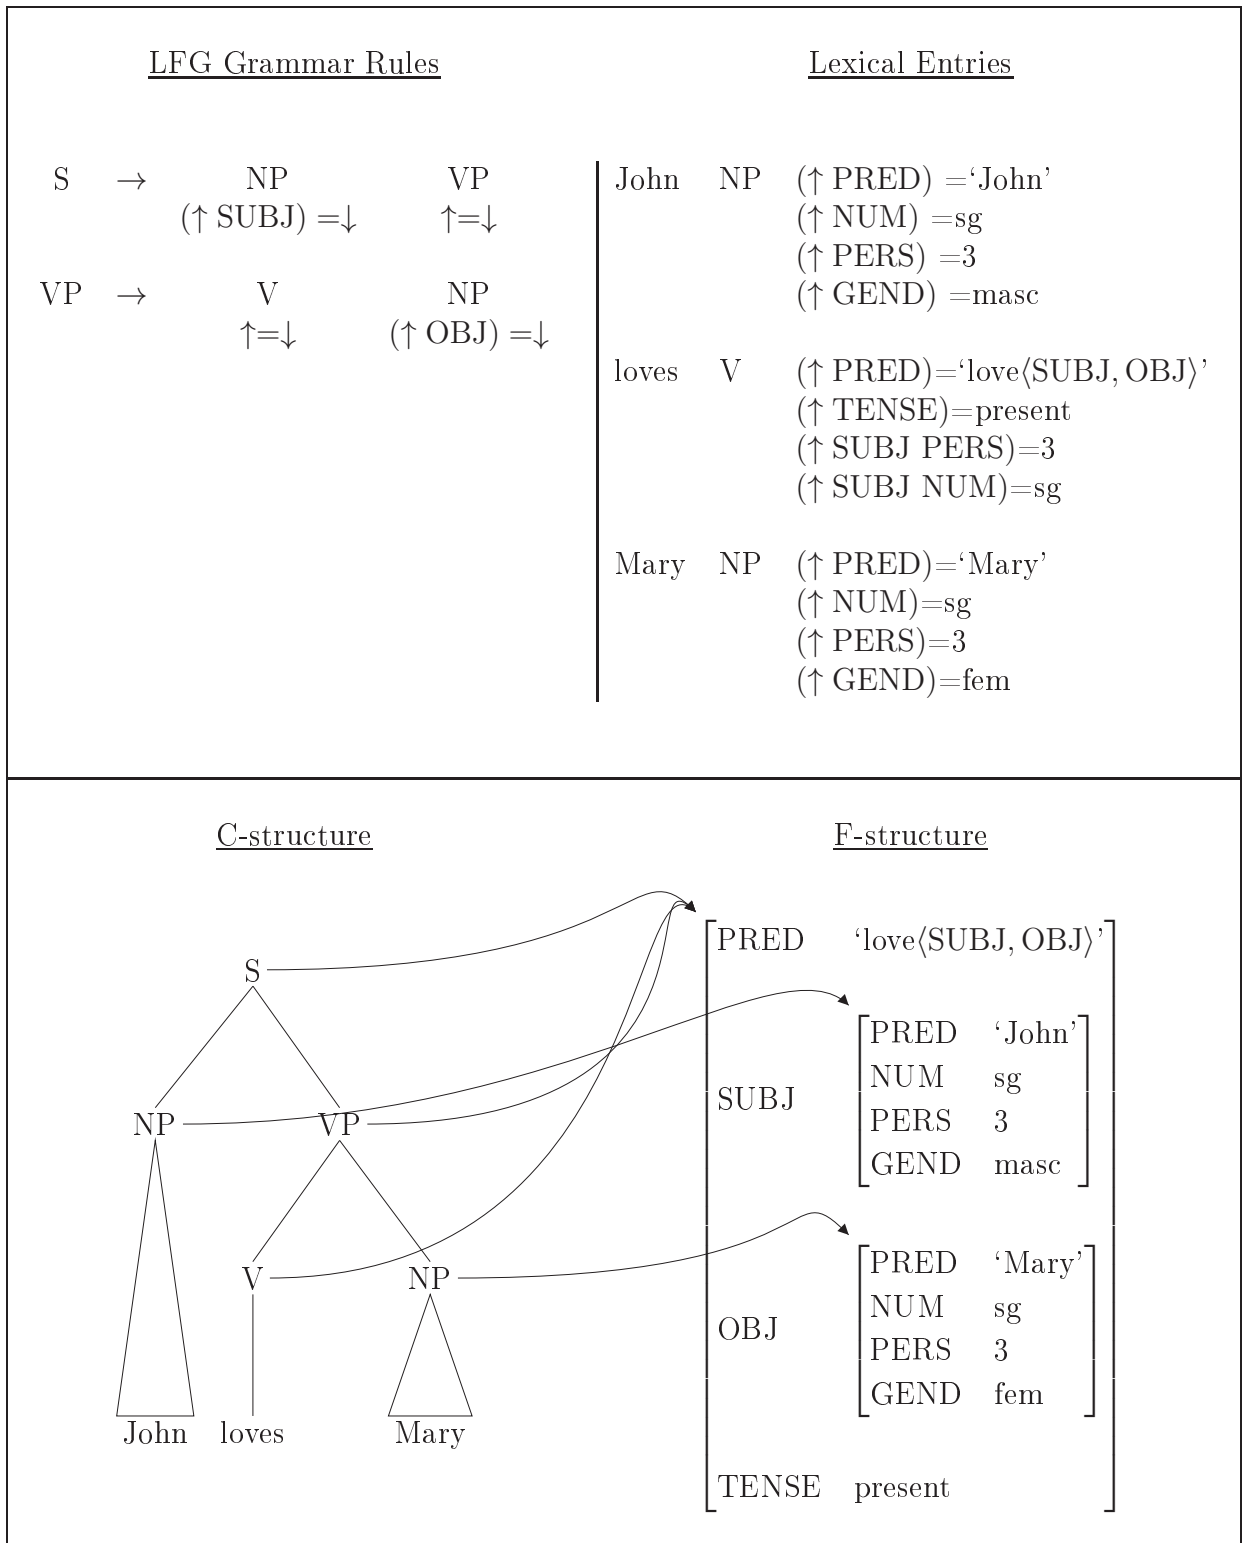 LFG Grammar Rules
S → NP VP
(↑ SUBJ) =↓ ↑=↓
VP → V NP
↑=↓ (↑ OBJ) =↓
Lexical Entries
John NP (↑ PRED) =‘John’
(↑ NUM) =sg
(↑ PERS) =3
(↑ GEND) =masc
loves V (↑ PRED)=‘love⟨SUBJ, OBJ⟩’
(↑ TENSE)=present
(↑ SUBJ PERS)=3
(↑ SUBJ NUM)=sg
Mary NP (↑ PRED)=‘Mary’
(↑ NUM)=sg
(↑ PERS)=3
(↑ GEND)=fem
C-structure
S
NP VP
V NP
John loves Mary
F-structure
PRED ‘love⟨SUBJ, OBJ⟩’
SUBJ
PRED ‘John’
NUM sg
PERS 3
GEND masc
OBJ
PRED ‘Mary’
NUM sg
PERS 3
GEND fem
TENSE present